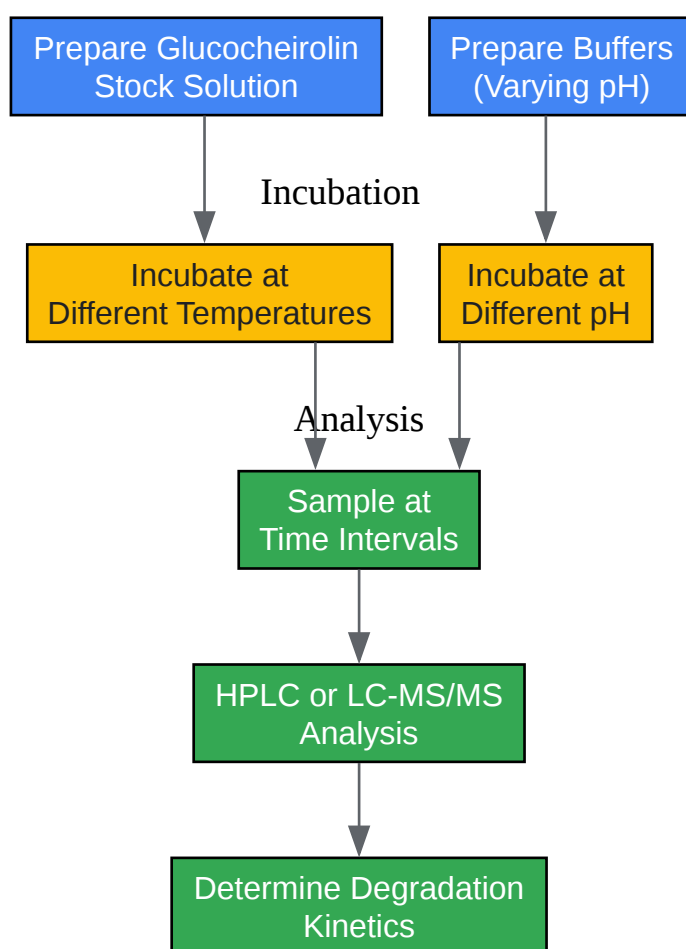 Prepare Glucocheirolin
Stock Solution
Prepare Buffers
(Varying pH)
Incubation
Incubate at
Different Temperatures
Incubate at
Different pH
Analysis
Sample at
Time Intervals
HPLC or LC-MS/MS
Analysis
Determine Degradation
Kinetics